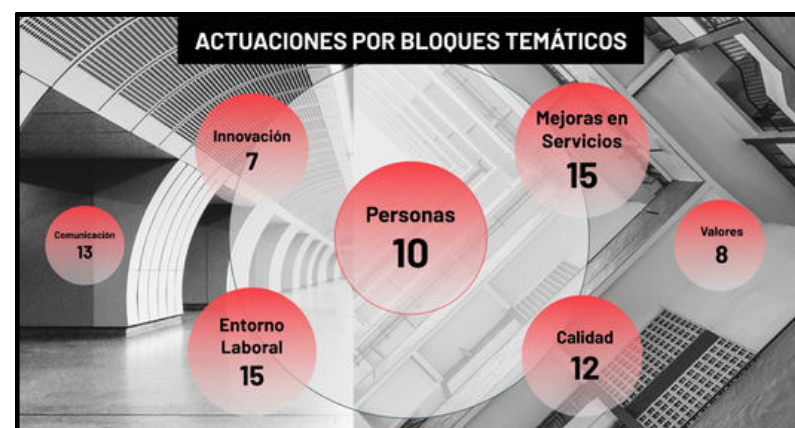 ACTUACIONES POR BLOQUES TEMÁTICOS
Innovación
7
Mejoras en
Servicios
15
Personas
10
Comunicación
13
Valores
8
Entorno
Laboral
15
Calidad
12